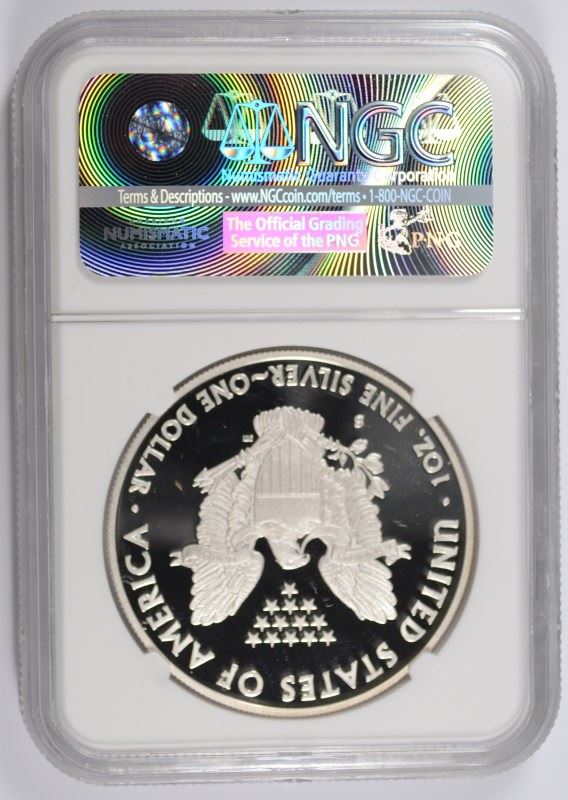 NGC
Numismatic Guaranty Corporation
Terms & Descriptions - www.NGCcoin.com/terms • 1-800-NGC-COIN
NUMISMATIC
ASSOCIATION
The Official Grading
Service of the PNG
PNG
UNITED STATES OF AMERICA
• 1 OZ. FINE SILVER~ONE DOLLAR •
S